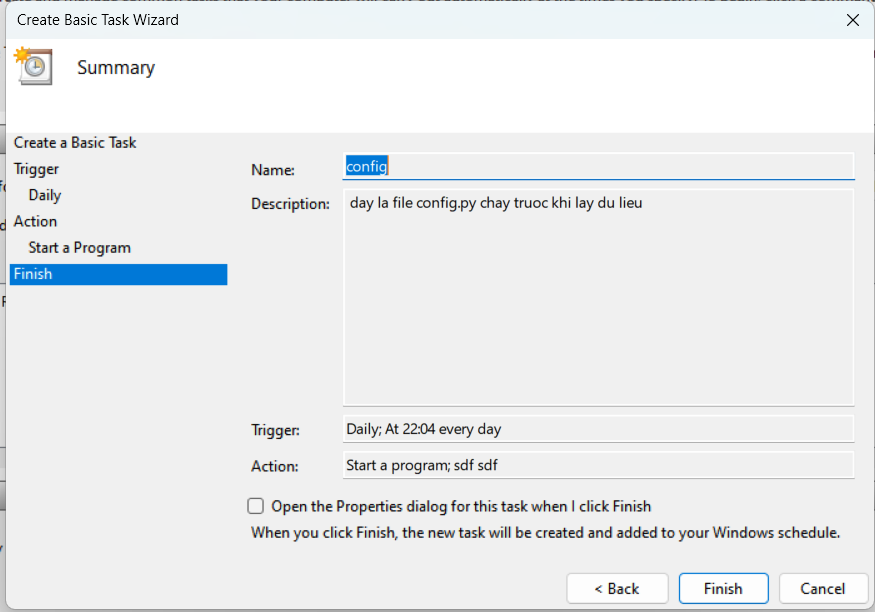 Create Basic Task Wizard
Summary
Create a Basic Task
Trigger
Daily
Action
Start a Program
Finish
Name: config
Description: day la file config.py chay truoc khi lay du lieu
Trigger: Daily; At 22:04 every day
Action: Start a program; sdf sdf
Open the Properties dialog for this task when I click Finish
When you click Finish, the new task will be created and added to your Windows schedule.
< Back Finish Cancel